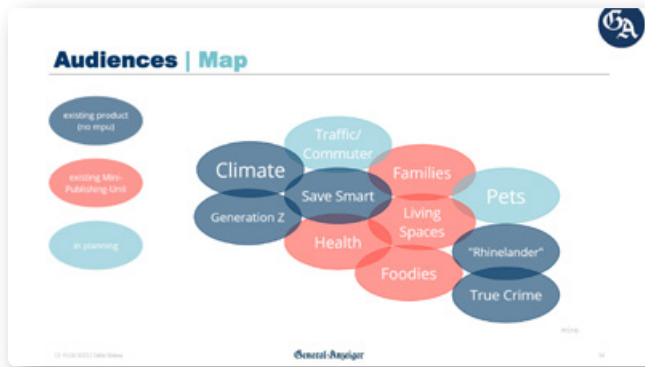 GA
Audiences | Map
existing product
(no mpu)
existing Mini-
Publishing-Unit
in planning
Traffic/
Commuter
Climate
Families
Save Smart
Pets
Generation Z
Living
Spaces
Health
"Rhinelander"
Foodies
True Crime
General-Anzeiger